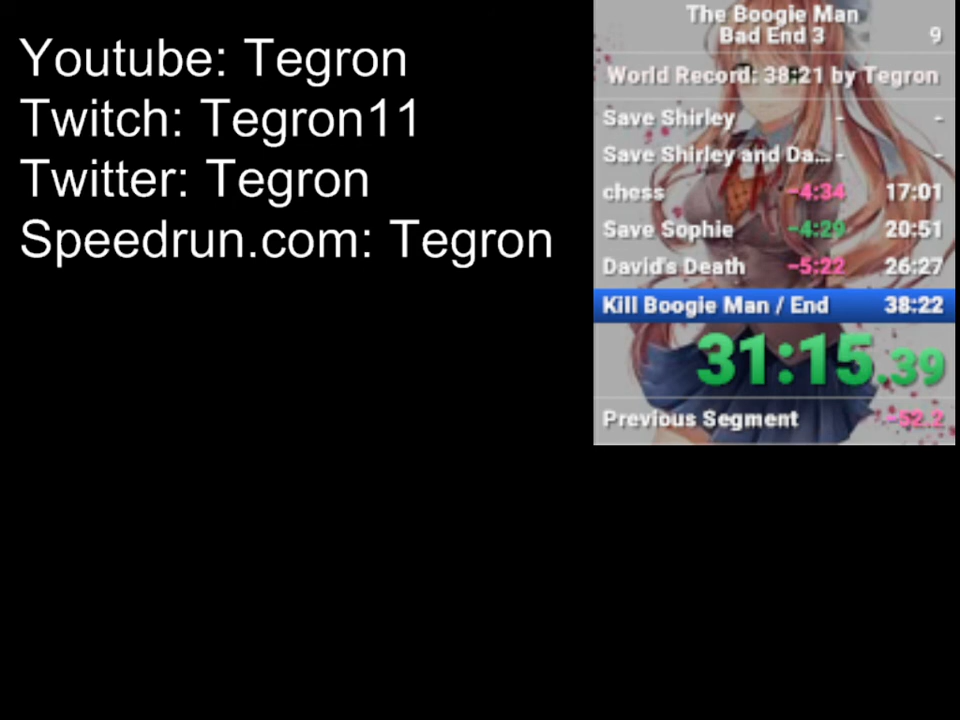 Youtube: Tegron
Twitch: Tegron11
Twitter: Tegron
Speedrun.com: Tegron
The Boogie Man
Bad End 3 9
World Record: 38:21 by Tegron
Save Shirley - -
Save Shirley and Da... - -
chess -4:34 17:01
Save Sophie -4:29 20:51
David's Death -5:22 26:27
Kill Boogie Man / End 38:22
31:15.39
Previous Segment -52.2